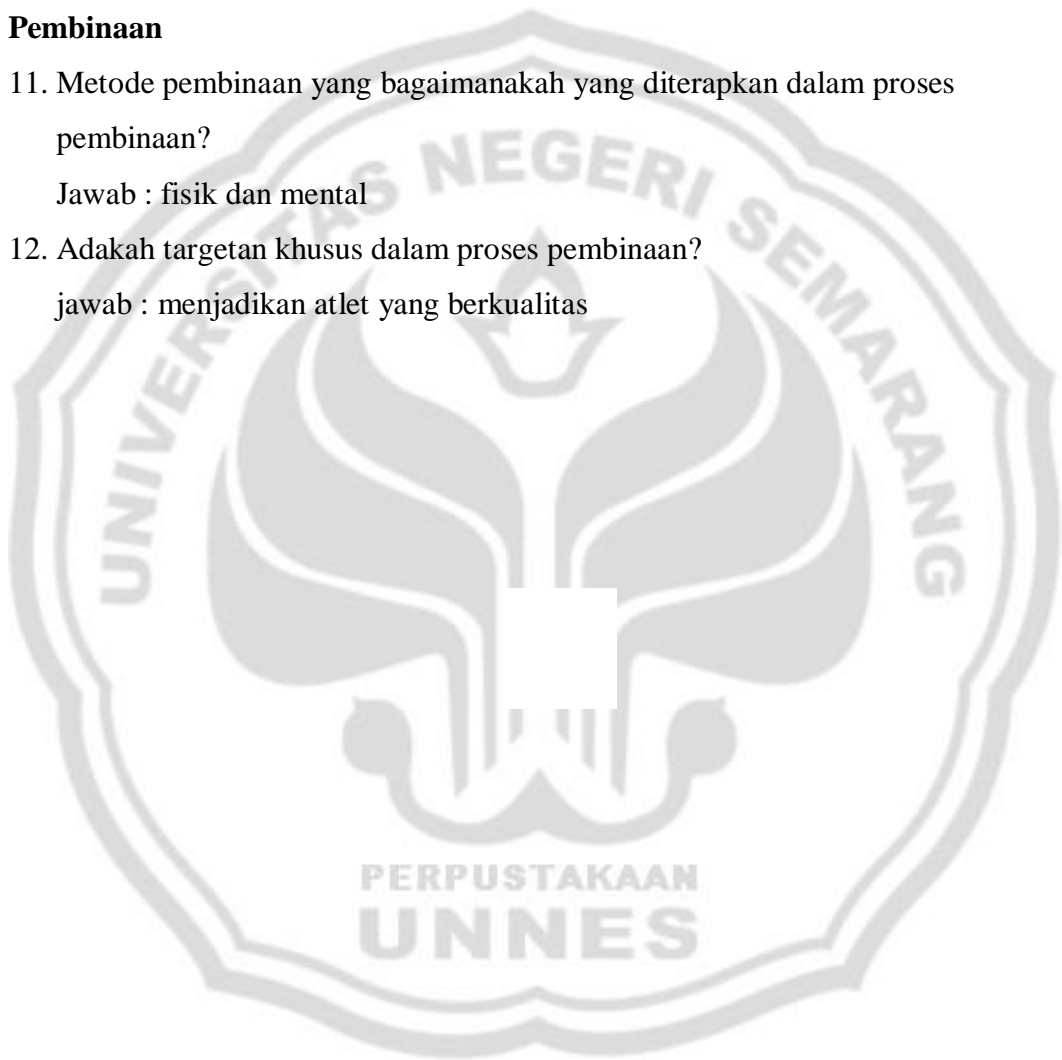 Pembinaan
11. Metode pembinaan yang bagaimanakah yang diterapkan dalam proses
pembinaan?
Jawab : fisik dan mental
12. Adakah targetan khusus dalam proses pembinaan?
jawab : menjadikan atlet yang berkualitas
UNIVERSITAS NEGERI SEMARANG
PERPUSTAKAAN
UNNES